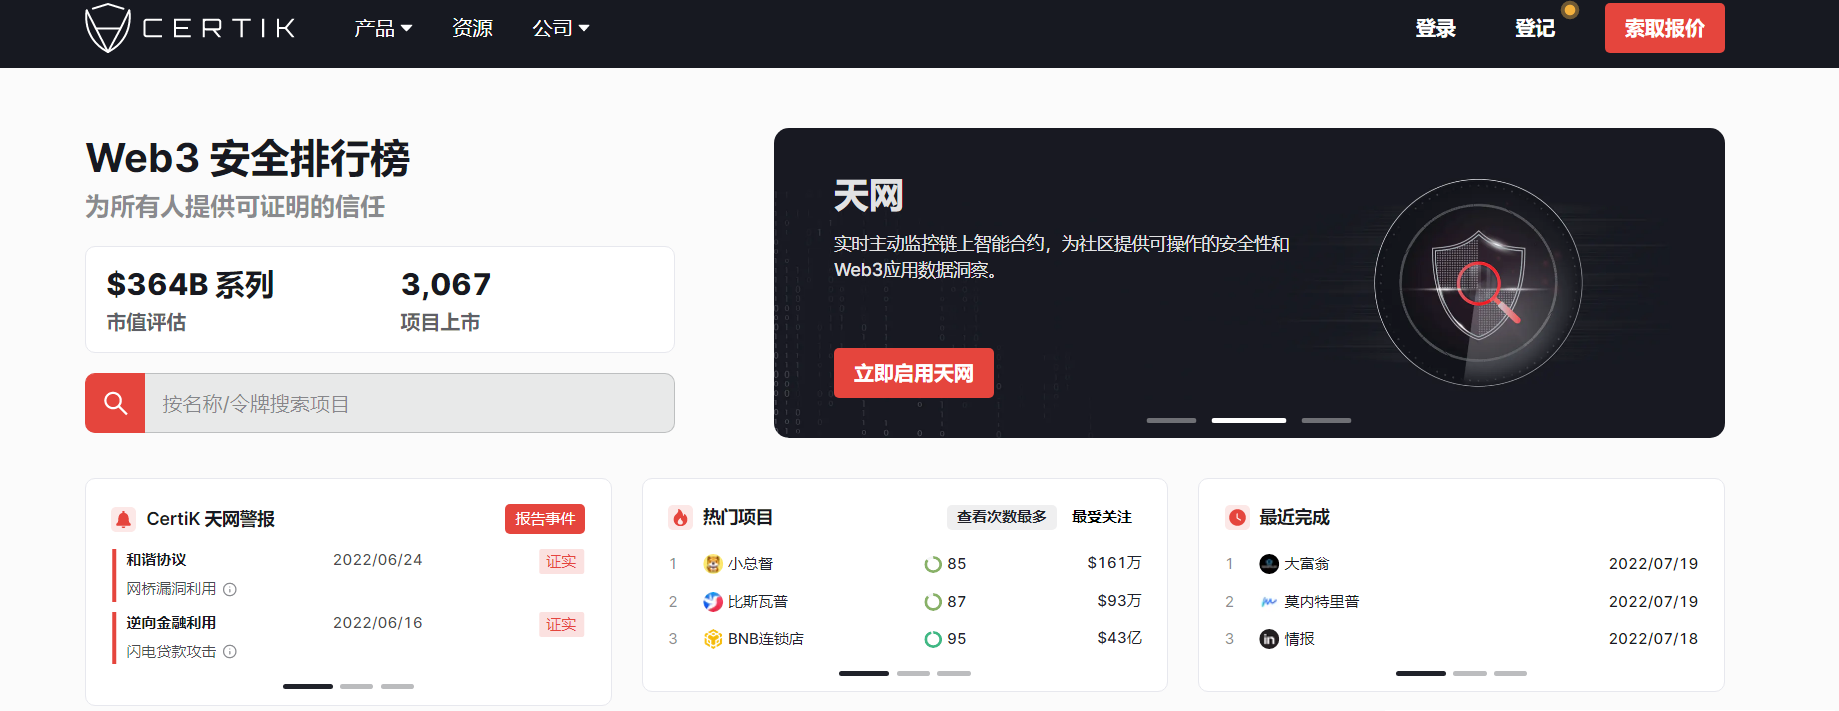 CERTIK 产品 资源 公司 登录 登记 索取报价
Web3 安全排行榜
为所有人提供可证明的信任
$364B 系列 3,067
市值评估 项目上市
按名称/令牌搜索项目
天网
实时主动监控链上智能合约，为社区提供可操作的安全性和
Web3应用数据洞察。
立即启用天网
CertiK 天网警报 报告事件
和谐协议 2022/06/24 证实
网桥漏洞利用
逆向金融利用 2022/06/16 证实
闪电贷款攻击
热门项目 查看次数最多 最受关注
1 小总督 85 $161万
2 比斯瓦普 87 $93万
3 BNB连锁店 95 $43亿
最近完成
1 大富翁 2022/07/19
2 莫内特里普 2022/07/19
3 情报 2022/07/18